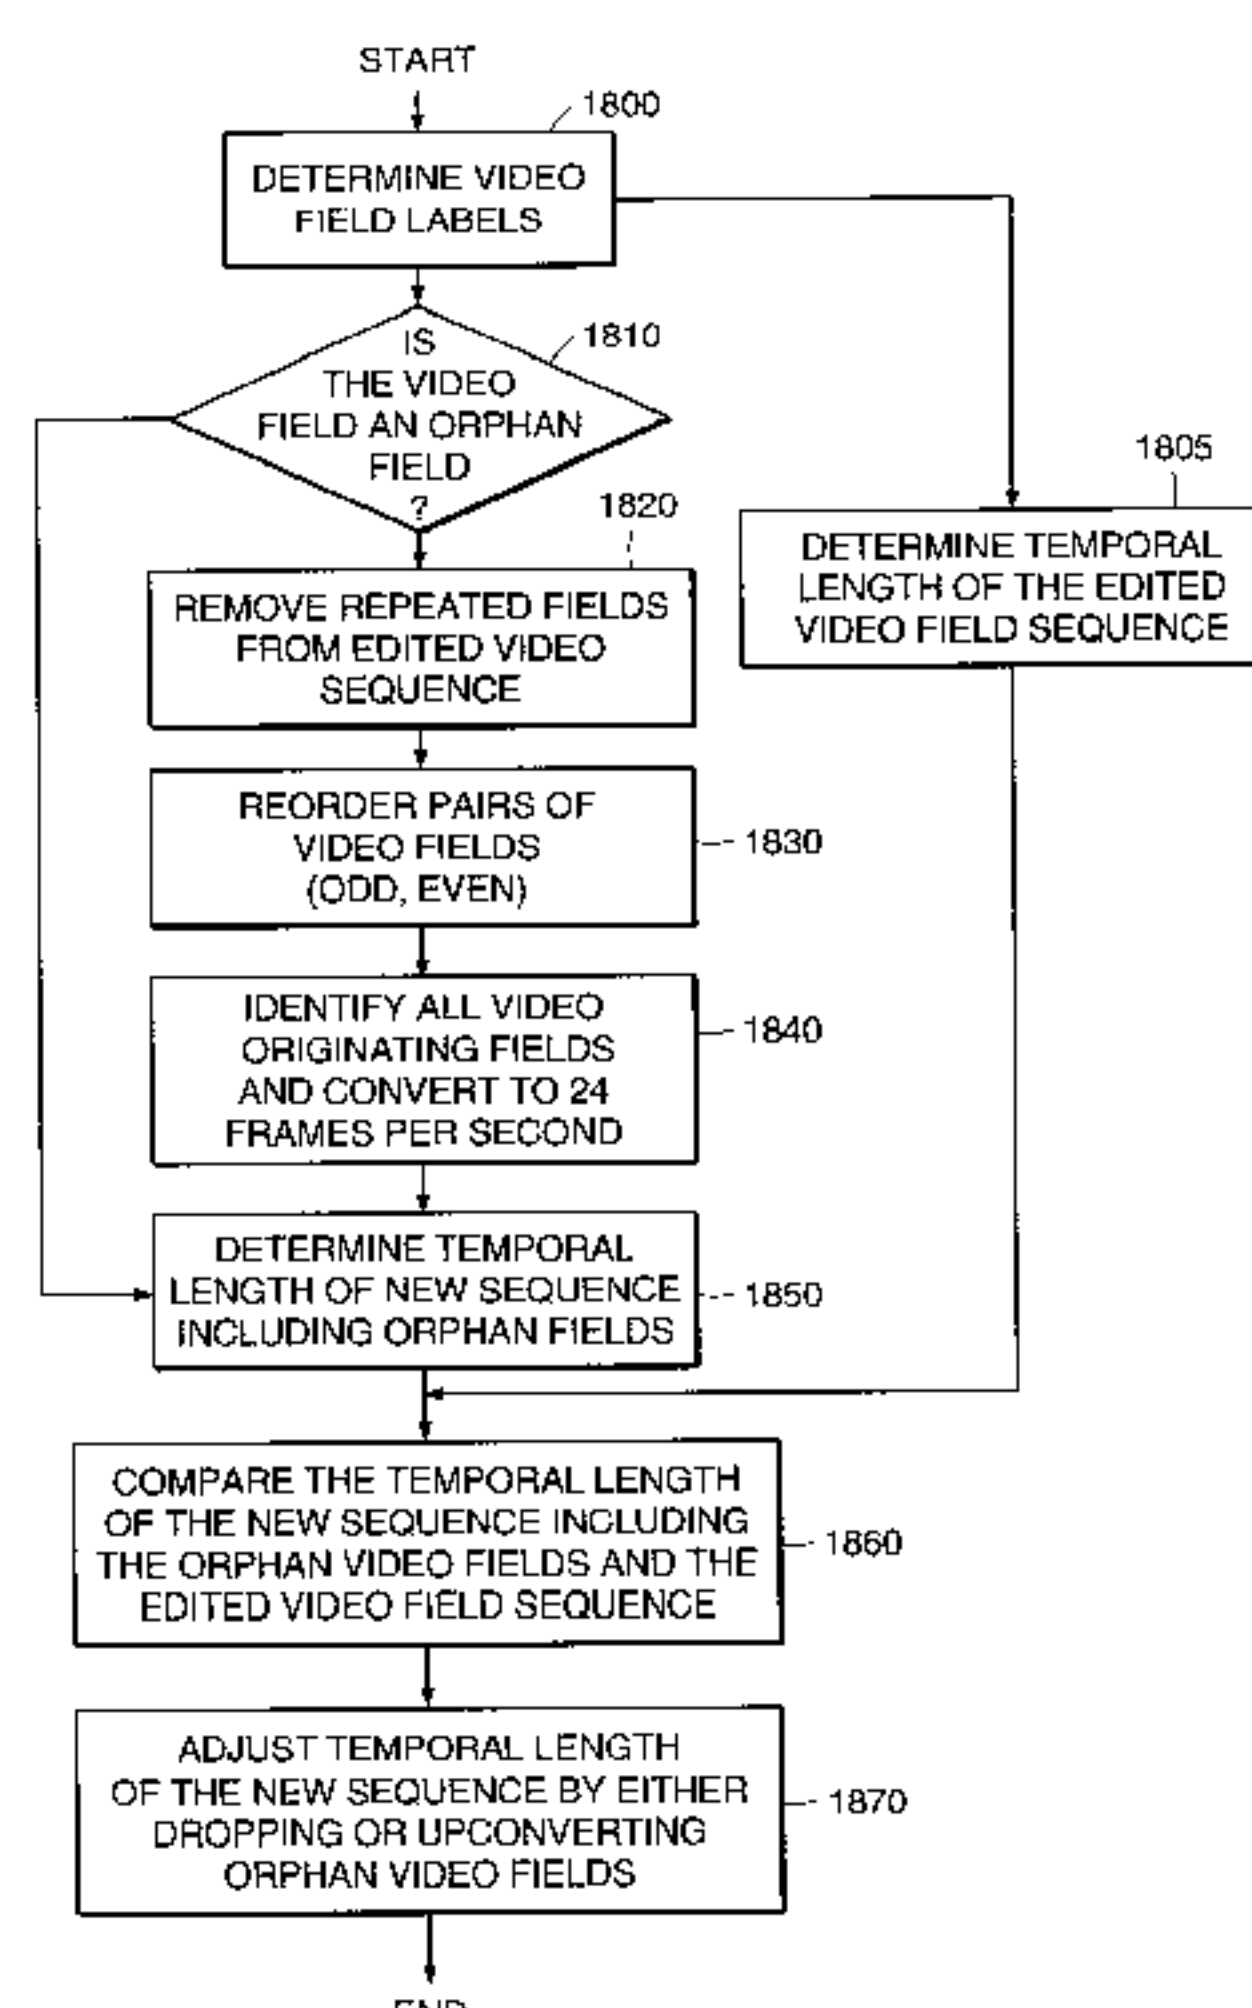 START
1800
DETERMINE VIDEO
FIELD LABELS
IS
THE VIDEO
FIELD AN ORPHAN
FIELD
?
1810
1805
DETERMINE TEMPORAL
LENGTH OF THE EDITED
VIDEO FIELD SEQUENCE
1820
REMOVE REPEATED FIELDS
FROM EDITED VIDEO
SEQUENCE
REORDER PAIRS OF
VIDEO FIELDS
(ODD, EVEN)
1830
IDENTIFY ALL VIDEO
ORIGINATING FIELDS
AND CONVERT TO 24
FRAMES PER SECOND
1840
DETERMINE TEMPORAL
LENGTH OF NEW SEQUENCE
INCLUDING ORPHAN FIELDS
1850
COMPARE THE TEMPORAL LENGTH
OF THE NEW SEQUENCE INCLUDING
THE ORPHAN VIDEO FIELDS AND THE
EDITED VIDEO FIELD SEQUENCE
1860
ADJUST TEMPORAL LENGTH
OF THE NEW SEQUENCE BY EITHER
DROPPING OR UPCONVERTING
ORPHAN VIDEO FIELDS
1870
END